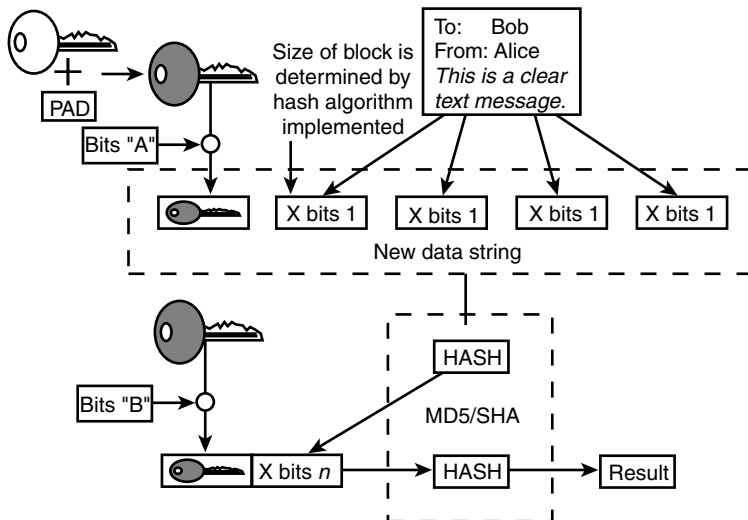 To: Bob
From: Alice
This is a clear
text message.
Size of block is
determined by
hash algorithm
implemented
PAD
Bits "A"
X bits 1
X bits 1
X bits 1
X bits 1
New data string
HASH
Bits "B"
MD5/SHA
X bits n
HASH
Result